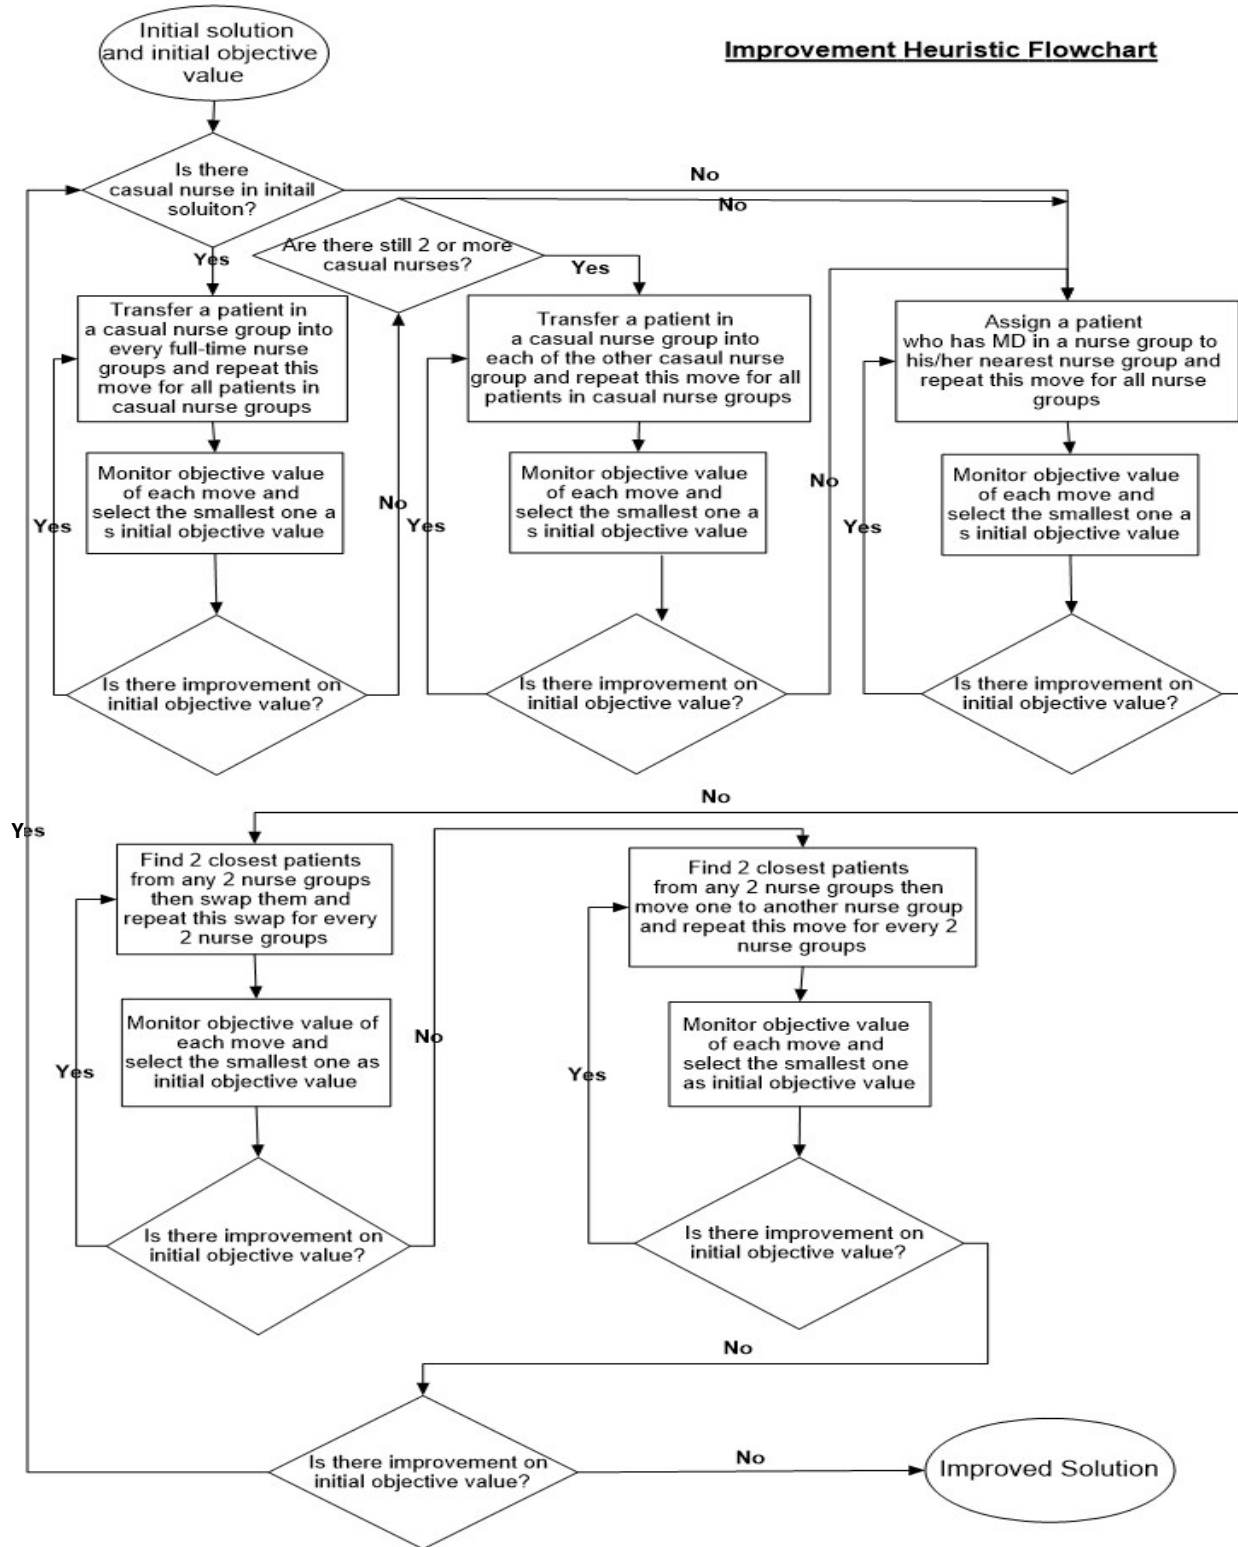 Initial solution
and initial objective
value
Improvement Heuristic Flowchart
Is there
casual nurse in initail
soluiton?
No
No
Are there still 2 or more
casual nurses?
Yes
Yes
Transfer a patient in
a casual nurse group into
every full-time nurse
groups and repeat this
move for all patients in
casual nurse groups
Transfer a patient in
a casual nurse group into
each of the other casaul nurse
group and repeat this move for all
patients in casual nurse groups
Assign a patient
who has MD in a nurse group to
his/her nearest nurse group and
repeat this move for all nurse
groups
Monitor objective value
of each move and
select the smallest one a
s initial objective value
Monitor objective value
of each move and
select the smallest one a
s initial objective value
Monitor objective value
of each move and
select the smallest one a
s initial objective value
Yes
No
Yes
No
Yes
Is there improvement on
initial objective value?
Is there improvement on
initial objective value?
Is there improvement on
initial objective value?
No
Yes
Find 2 closest patients
from any 2 nurse groups
then swap them and
repeat this swap for every
2 nurse groups
Find 2 closest patients
from any 2 nurse groups then
move one to another nurse group
and repeat this move for every 2
nurse groups
Monitor objective value of
each move and
select the smallest one as
initial objective value
Monitor objective value
of each move and
select the smallest one
as initial objective value
Yes
No
Yes
Is there improvement on
initial objective value?
Is there improvement on
initial objective value?
No
Is there improvement on
initial objective value?
No
Improved Solution